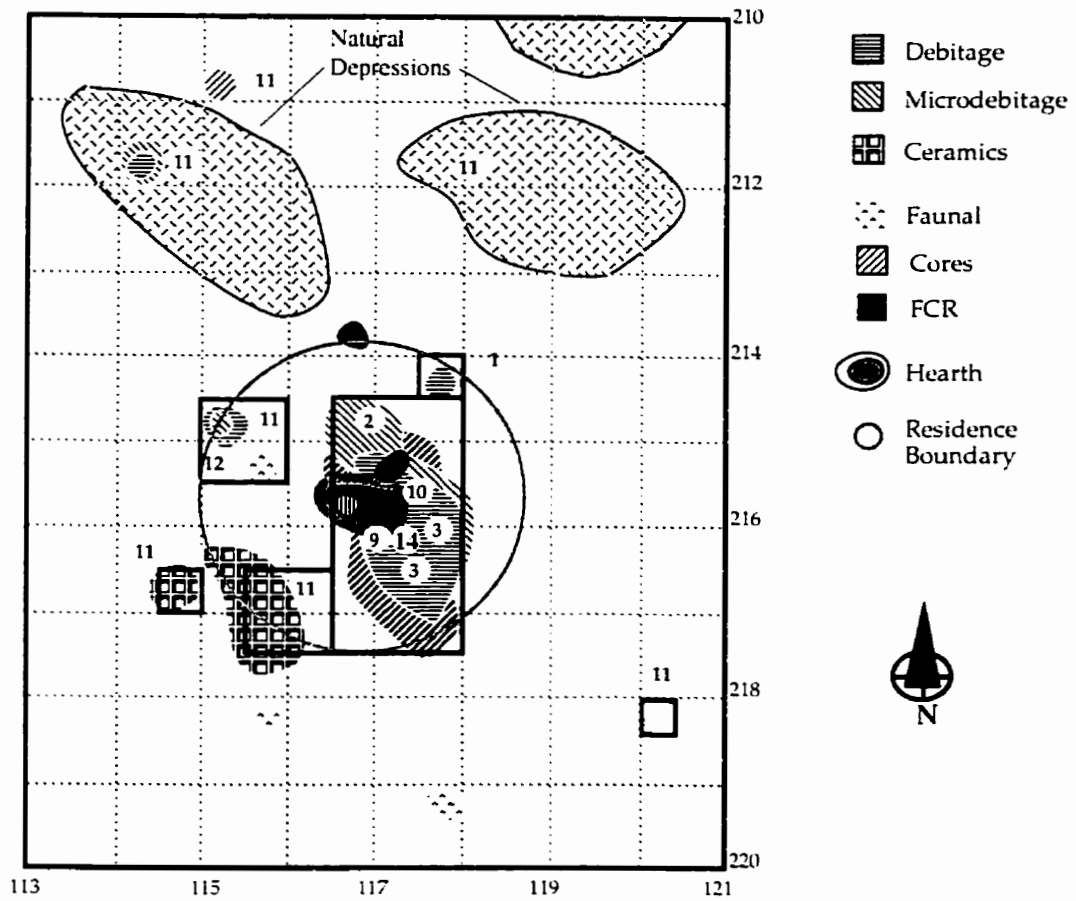 210
Natural
Depressions
11
11
11
212
214
1
11
2
12
10
9
14
3
3
216
11
11
11
218
220
113
115
117
119
121
Debitage
Microdebitage
Ceramics
Faunal
Cores
FCR
Hearth
Residence
Boundary
N